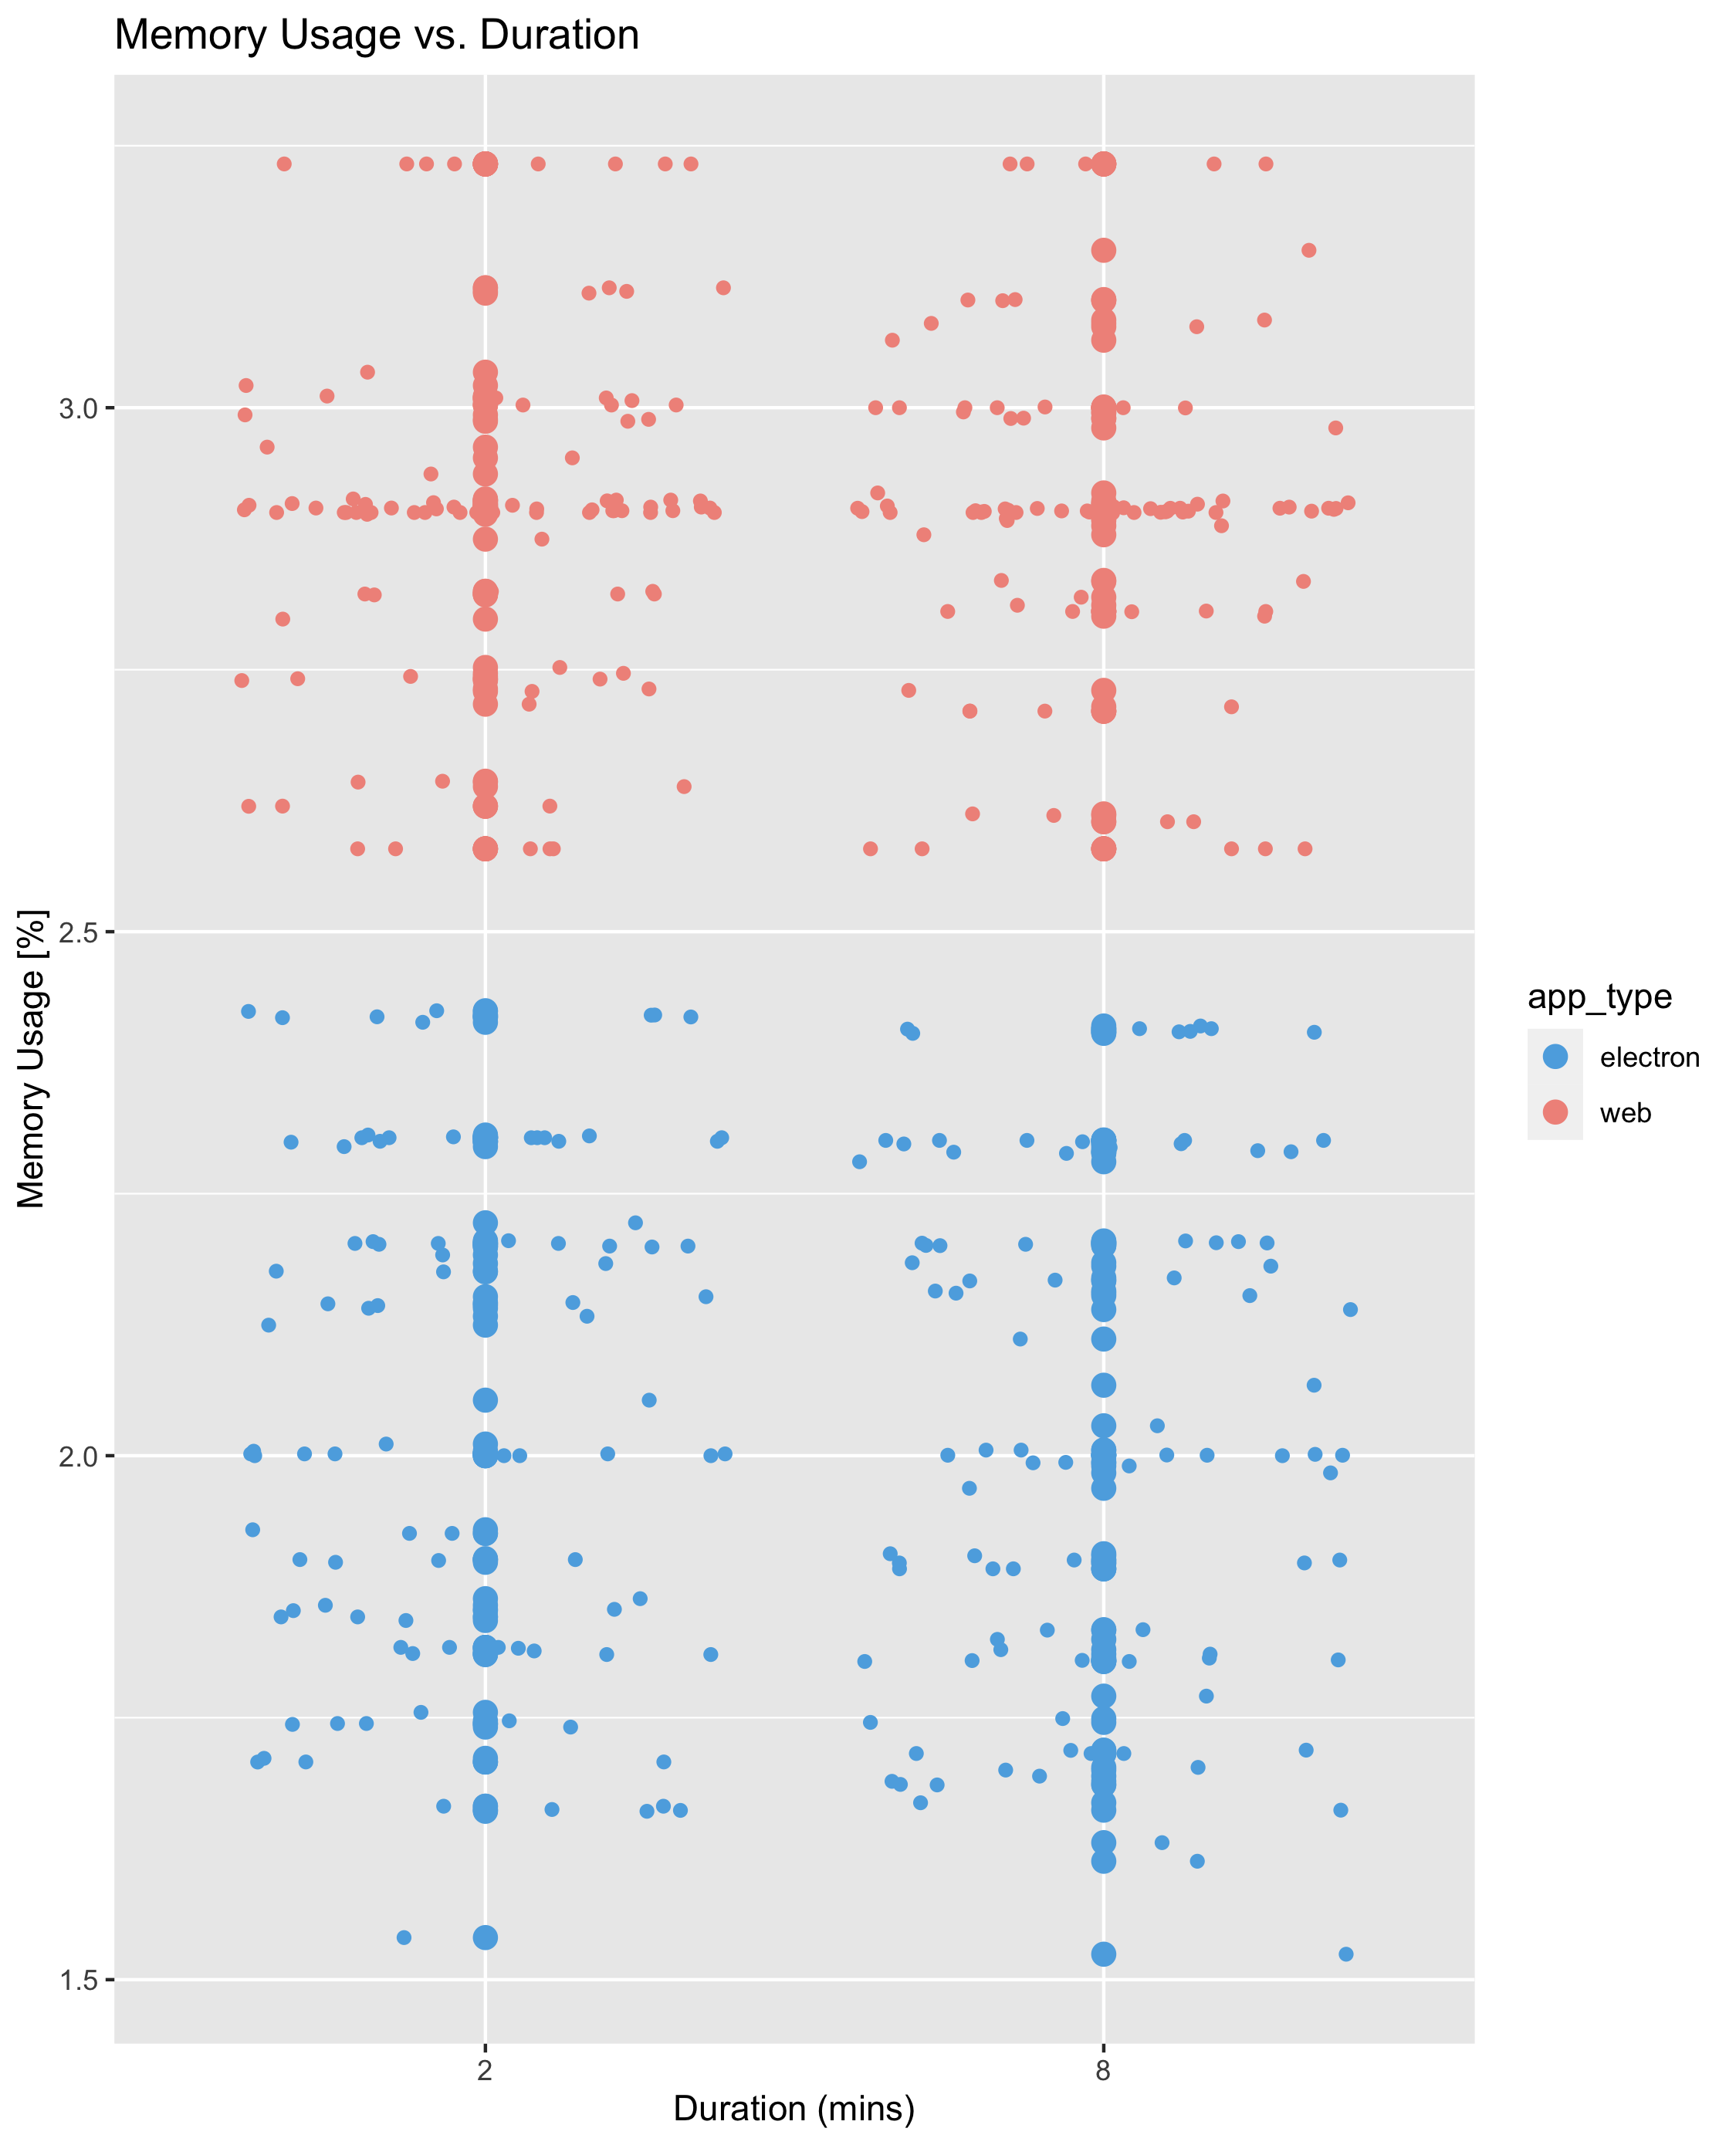 Memory Usage vs. Duration
Memory Usage [%]
3.0
2.5
2.0
1.5
2
8
Duration (mins)
app_type
electron
web